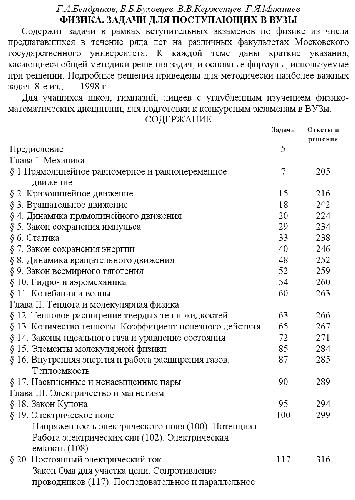 Г.А.Бендриков, Б.Б.Буховцев, В.В.Керженцев, Г.Я.Мякишев
ФИЗИКА. ЗАДАЧИ ДЛЯ ПОСТУПАЮЩИХ В ВУЗЫ
Содержит задачи в рамках вступительных экзаменов по физике из числа
предлагавшихся в течение ряда лет на различных факультетах Московского
государственного университета. К каждой теме даны краткие указания,
касающиеся общей методики решения задач, и основные формулы, используемые
при решении. Подробные решения приведены для методически наиболее важных
задач. 8-е изд. 1998 г.
Для учащихся школ, гимназий, лицеев с углубленным изучением физико-
математических дисциплин, для подготовки к конкурсным экзаменам в ВУЗы.
СОДЕРЖАНИЕ
Задачи Ответы и
решения
Предисловие 5
Глава I. Механика
§ 1. Прямолинейное равномерное и равнопеременное 7 205
движение
§ 2. Криволинейное движение 15 216
§ 3. Вращательное движение 18 242
§ 4. Динамика прямолинейного движения 20 224
§ 5. Закон сохранения импульса 29 234
§ 6. Статика 33 238
§ 7. Закон сохранения энергии 40 246
§ 8. Динамика вращательного движения 48 252
§ 9. Закон всемирного тяготения 52 259
§ 10. Гидро- и аэромеханика 54 260
§ 11. Колебания и волны 60 263
Глава II. Теплота и молекулярная физика
§ 12. Тепловое расширение твердых тел и жидкостей 63 266
§ 13. Количество теплоты. Коэффициент полезного действия 65 267
§ 14. Законы идеального газа и уравнение состояния 72 271
§ 15. Элементы молекулярной физики 85 284
§ 16. Внутренняя энергия и работа расширения газов. 87 285
Теплоемкость
§ 17. Насыщенные и ненасыщенные пары 90 289
Глава III. Электричество и магнетизм
§ 18. Закон Кулона 95 294
§ 19. Электрическое поле 100 299
Напряженность электрического поля (100). Потенциал.
Работа электрических сил (102). Электрическая
емкость (108)
§ 20. Постоянный электрический ток 117 316
Закон Ома для участка цепи. Сопротивление
проводников (117). Последовательное и параллельное